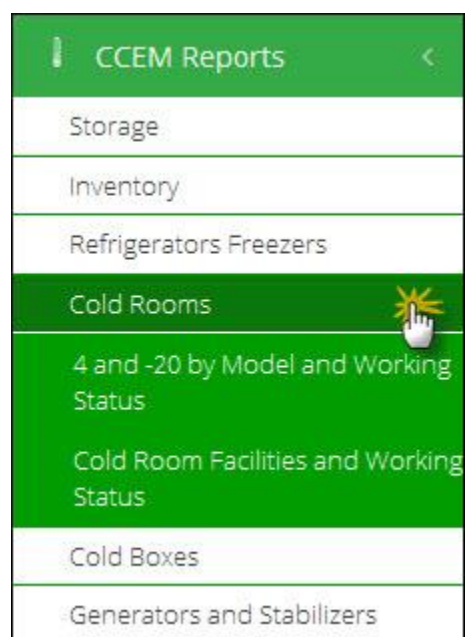 CCEM Reports
Storage
Inventory
Refrigerators Freezers
Cold Rooms
4 and -20 by Model and Working
Status
Cold Room Facilities and Working
Status
Cold Boxes
Generators and Stabilizers